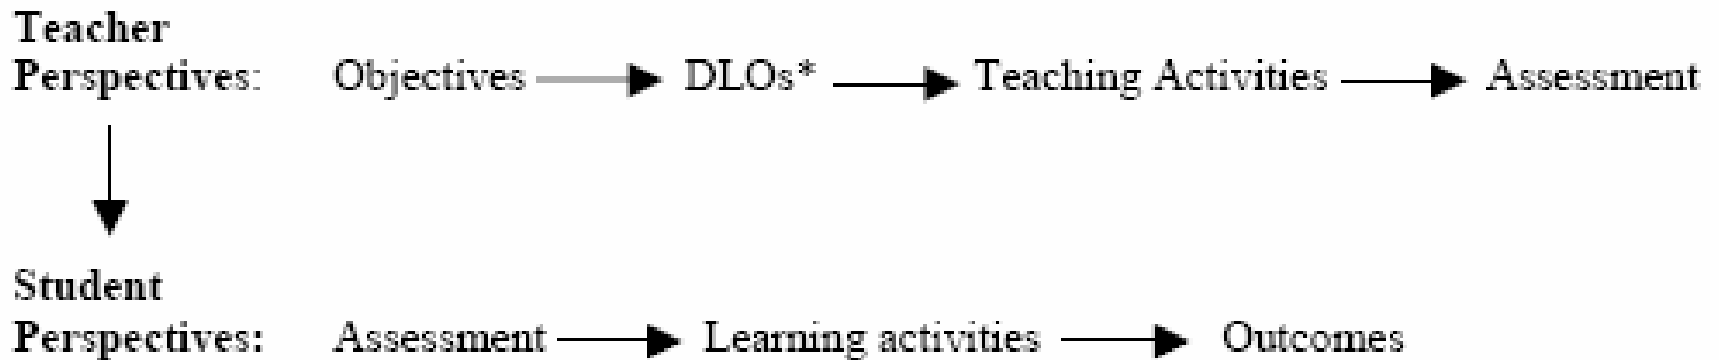 Teacher
Perspectives: Objectives DLOs* Teaching Activities Assessment
Student
Perspectives: Assessment Learning activities Outcomes